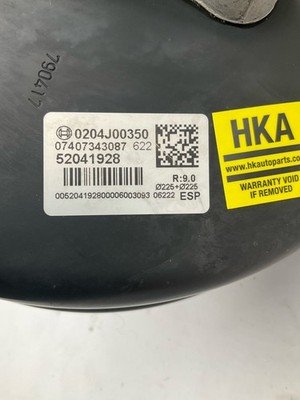 790417
0204J00350
07407343087 622
52041928
R:9.0
Ø225+Ø225
005204192800006003093 06222 ESP
HKA
www.hkautoparts.com
WARRANTY VOID
IF REMOVED